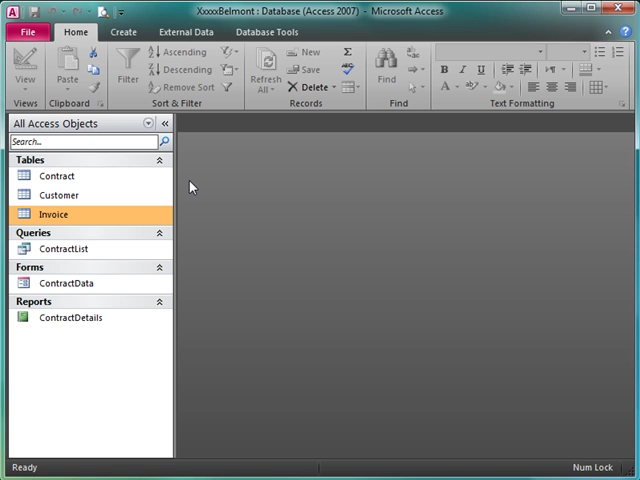 XxxxxBelmont : Database (Access 2007) - Microsoft Access
File Home Create External Data Database Tools
View
Views
Paste
Clipboard
Filter
Ascending
Descending
Remove Sort
Sort & Filter
Refresh All
New
Save
Delete
Records
Find
Find
B I U
A
Text Formatting
All Access Objects
Search...
Tables
Contract
Customer
Invoice
Queries
ContractList
Forms
ContractData
Reports
ContractDetails
Ready Num Lock